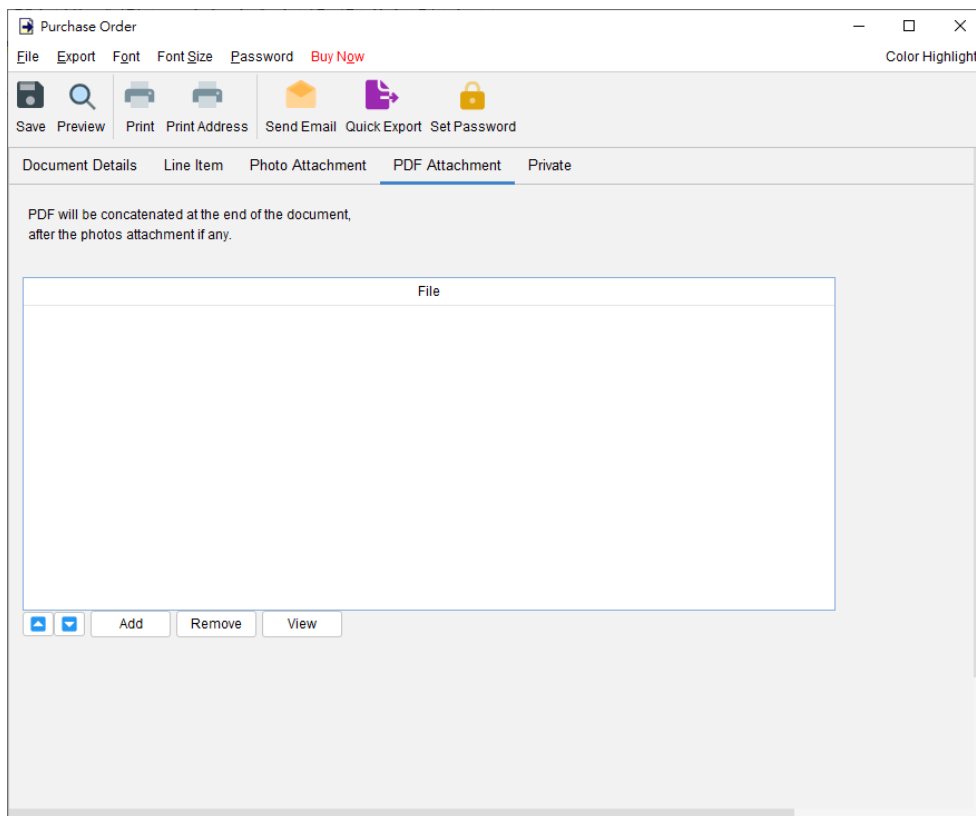 Purchase Order
File Export Font Font Size Password Buy Now Color Highlight
Save Preview Print Print Address Send Email Quick Export Set Password
Document Details Line Item Photo Attachment PDF Attachment Private
PDF will be concatenated at the end of the document,
after the photos attachment if any.
File
Add Remove View